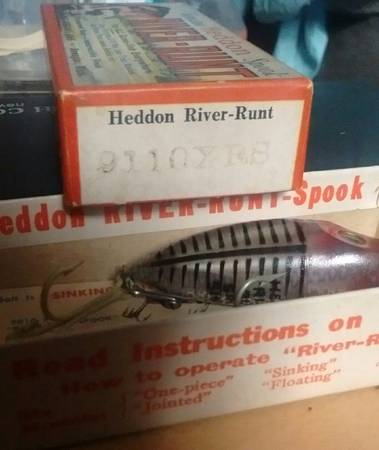 Heddon River-Runt
9110XRS
eddon RIVER-RUNT-Spook
SINKING
Read Instructions on
How to operate "River-R
"One-piece" "Sinking"
"Jointed" "Floating"